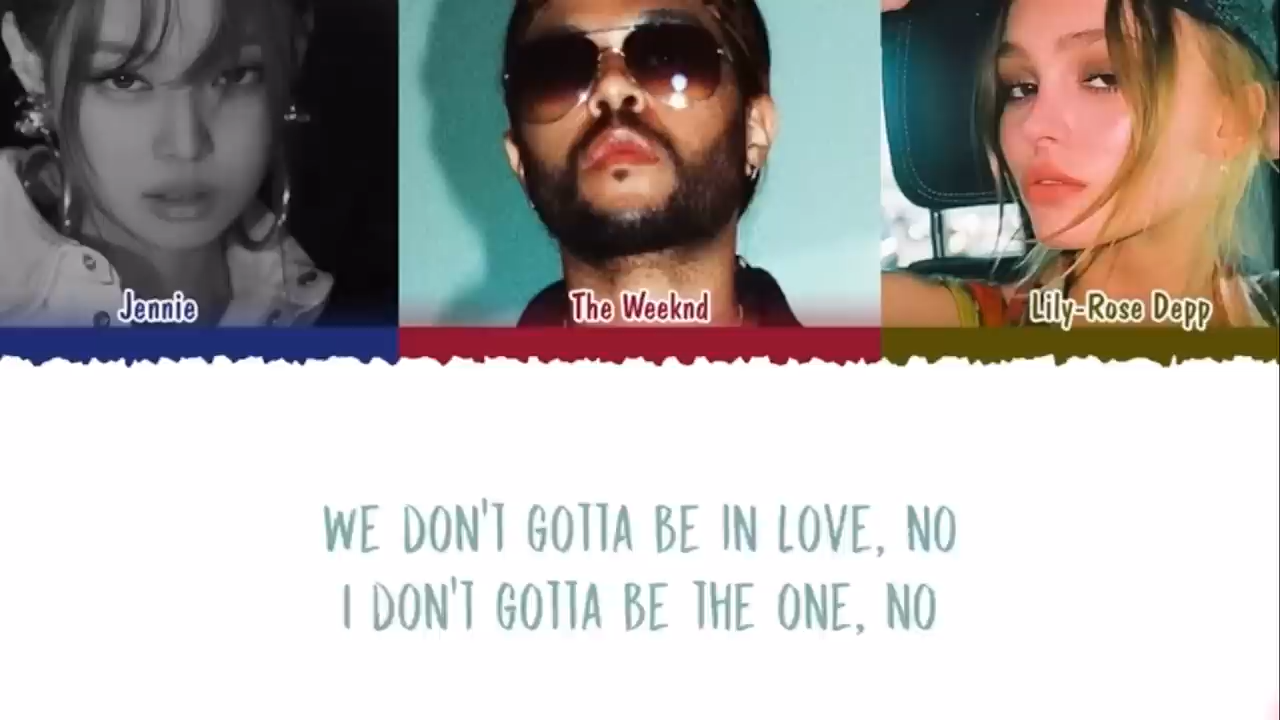 Jennie
The Weeknd
Lily-Rose Depp
WE DON'T GOTTA BE IN LOVE, NO
I DON'T GOTTA BE THE ONE, NO